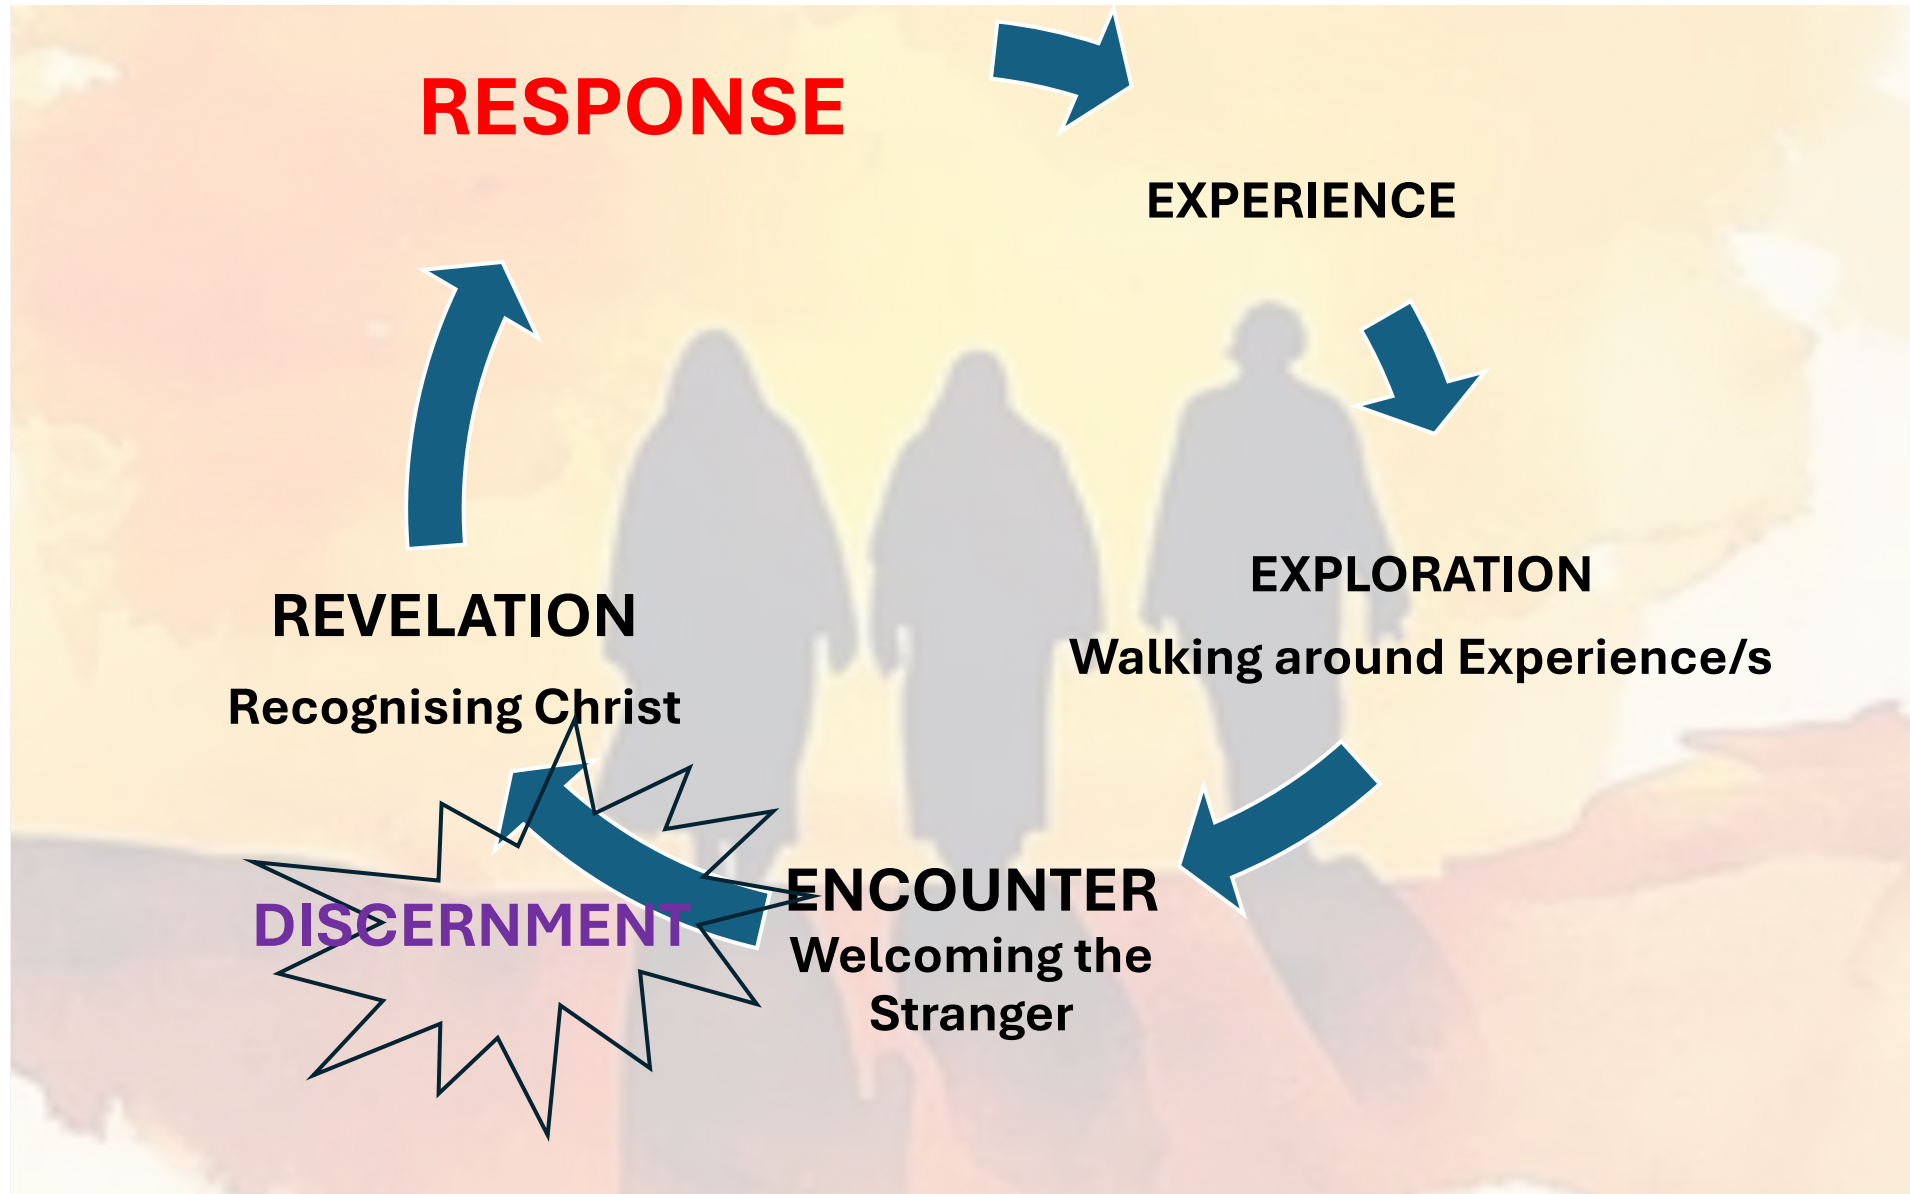 RESPONSE
EXPERIENCE
EXPLORATION
Walking around Experience/s
REVELATION
Recognising Christ
ENCOUNTER
Welcoming the
Stranger
DISCERNMENT